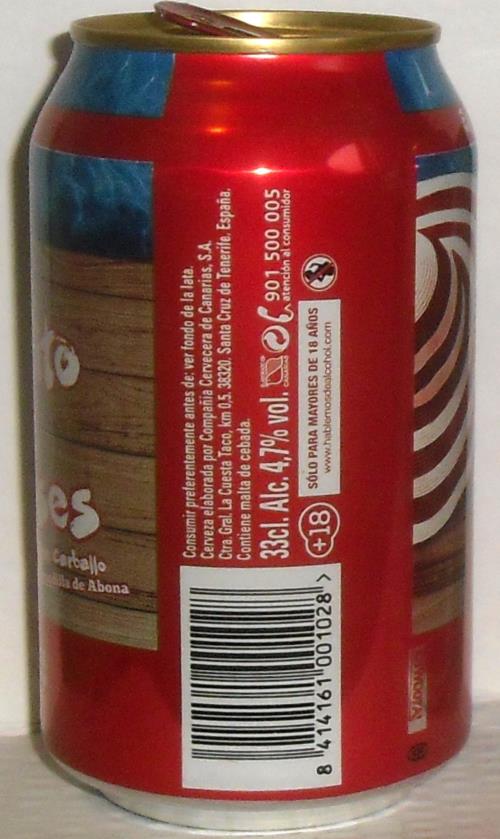 Consumir preferentemente antes de: ver fondo de la lata.
Cerveza elaborada por Compañía Cervecera de Canarias, S.A.
Ctra. Gral. La Cuesta Taco, km 0,5. 38320. Santa Cruz de Tenerife. España.
Contiene malta de cebada.
33cl. Alc. 4,7% vol.
901 500 005
atención al consumidor
+18
SÓLO PARA MAYORES DE 18 AÑOS
www.hablemosdealcohol.com
8 414161 001028 >
es
Carballo
de Abona